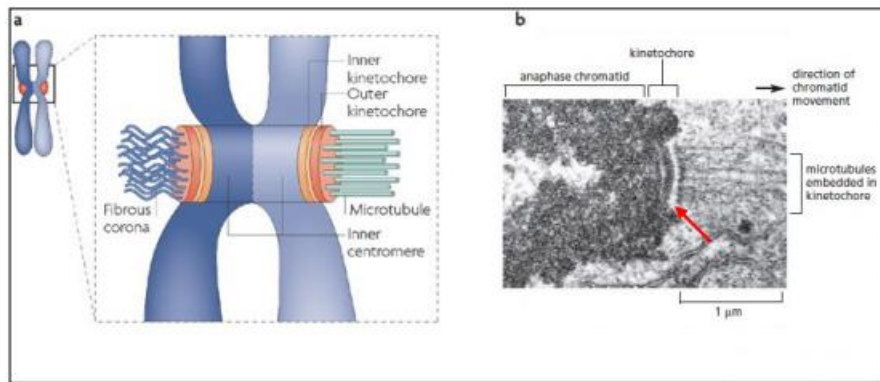 a
Inner
kinetochore
Outer
kinetochore
Fibrous
corona
Microtubule
Inner
centromere
b
kinetochore
anaphase chromatid
direction of
chromatid
movement
microtubules
embedded in
kinetochore
1 μm